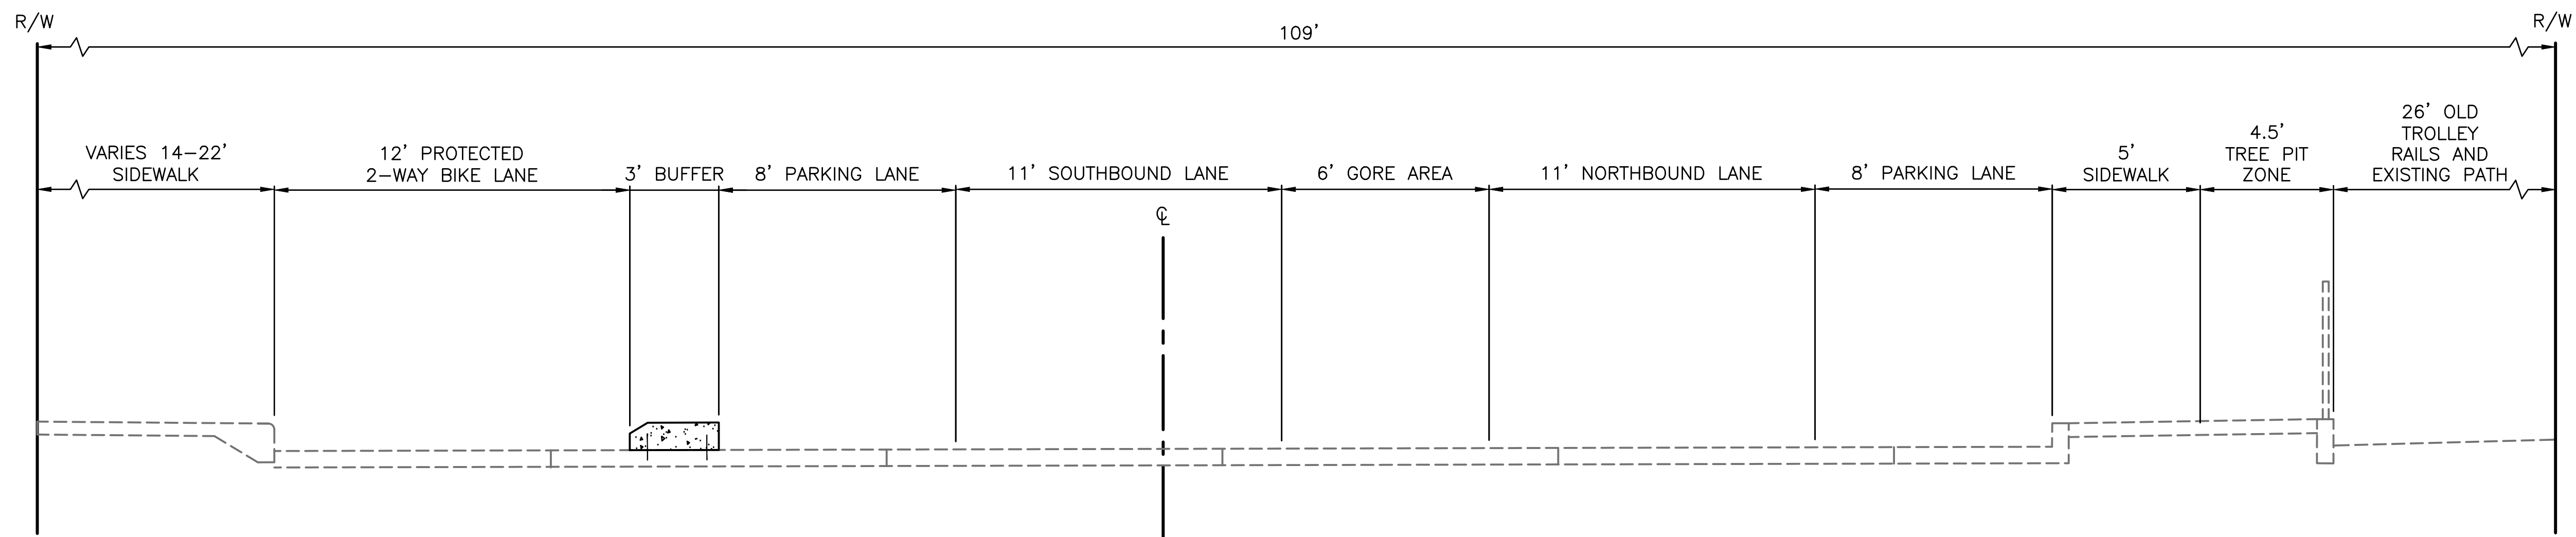 R/W
R/W
109'
VARIES 14-22'
SIDEWALK
12' PROTECTED
2-WAY BIKE LANE
3' BUFFER
8' PARKING LANE
11' SOUTHBOUND LANE
6' GORE AREA
11' NORTHBOUND LANE
8' PARKING LANE
5'
SIDEWALK
4.5'
TREE PIT
ZONE
26' OLD
TROLLEY
RAILS AND
EXISTING PATH
℄